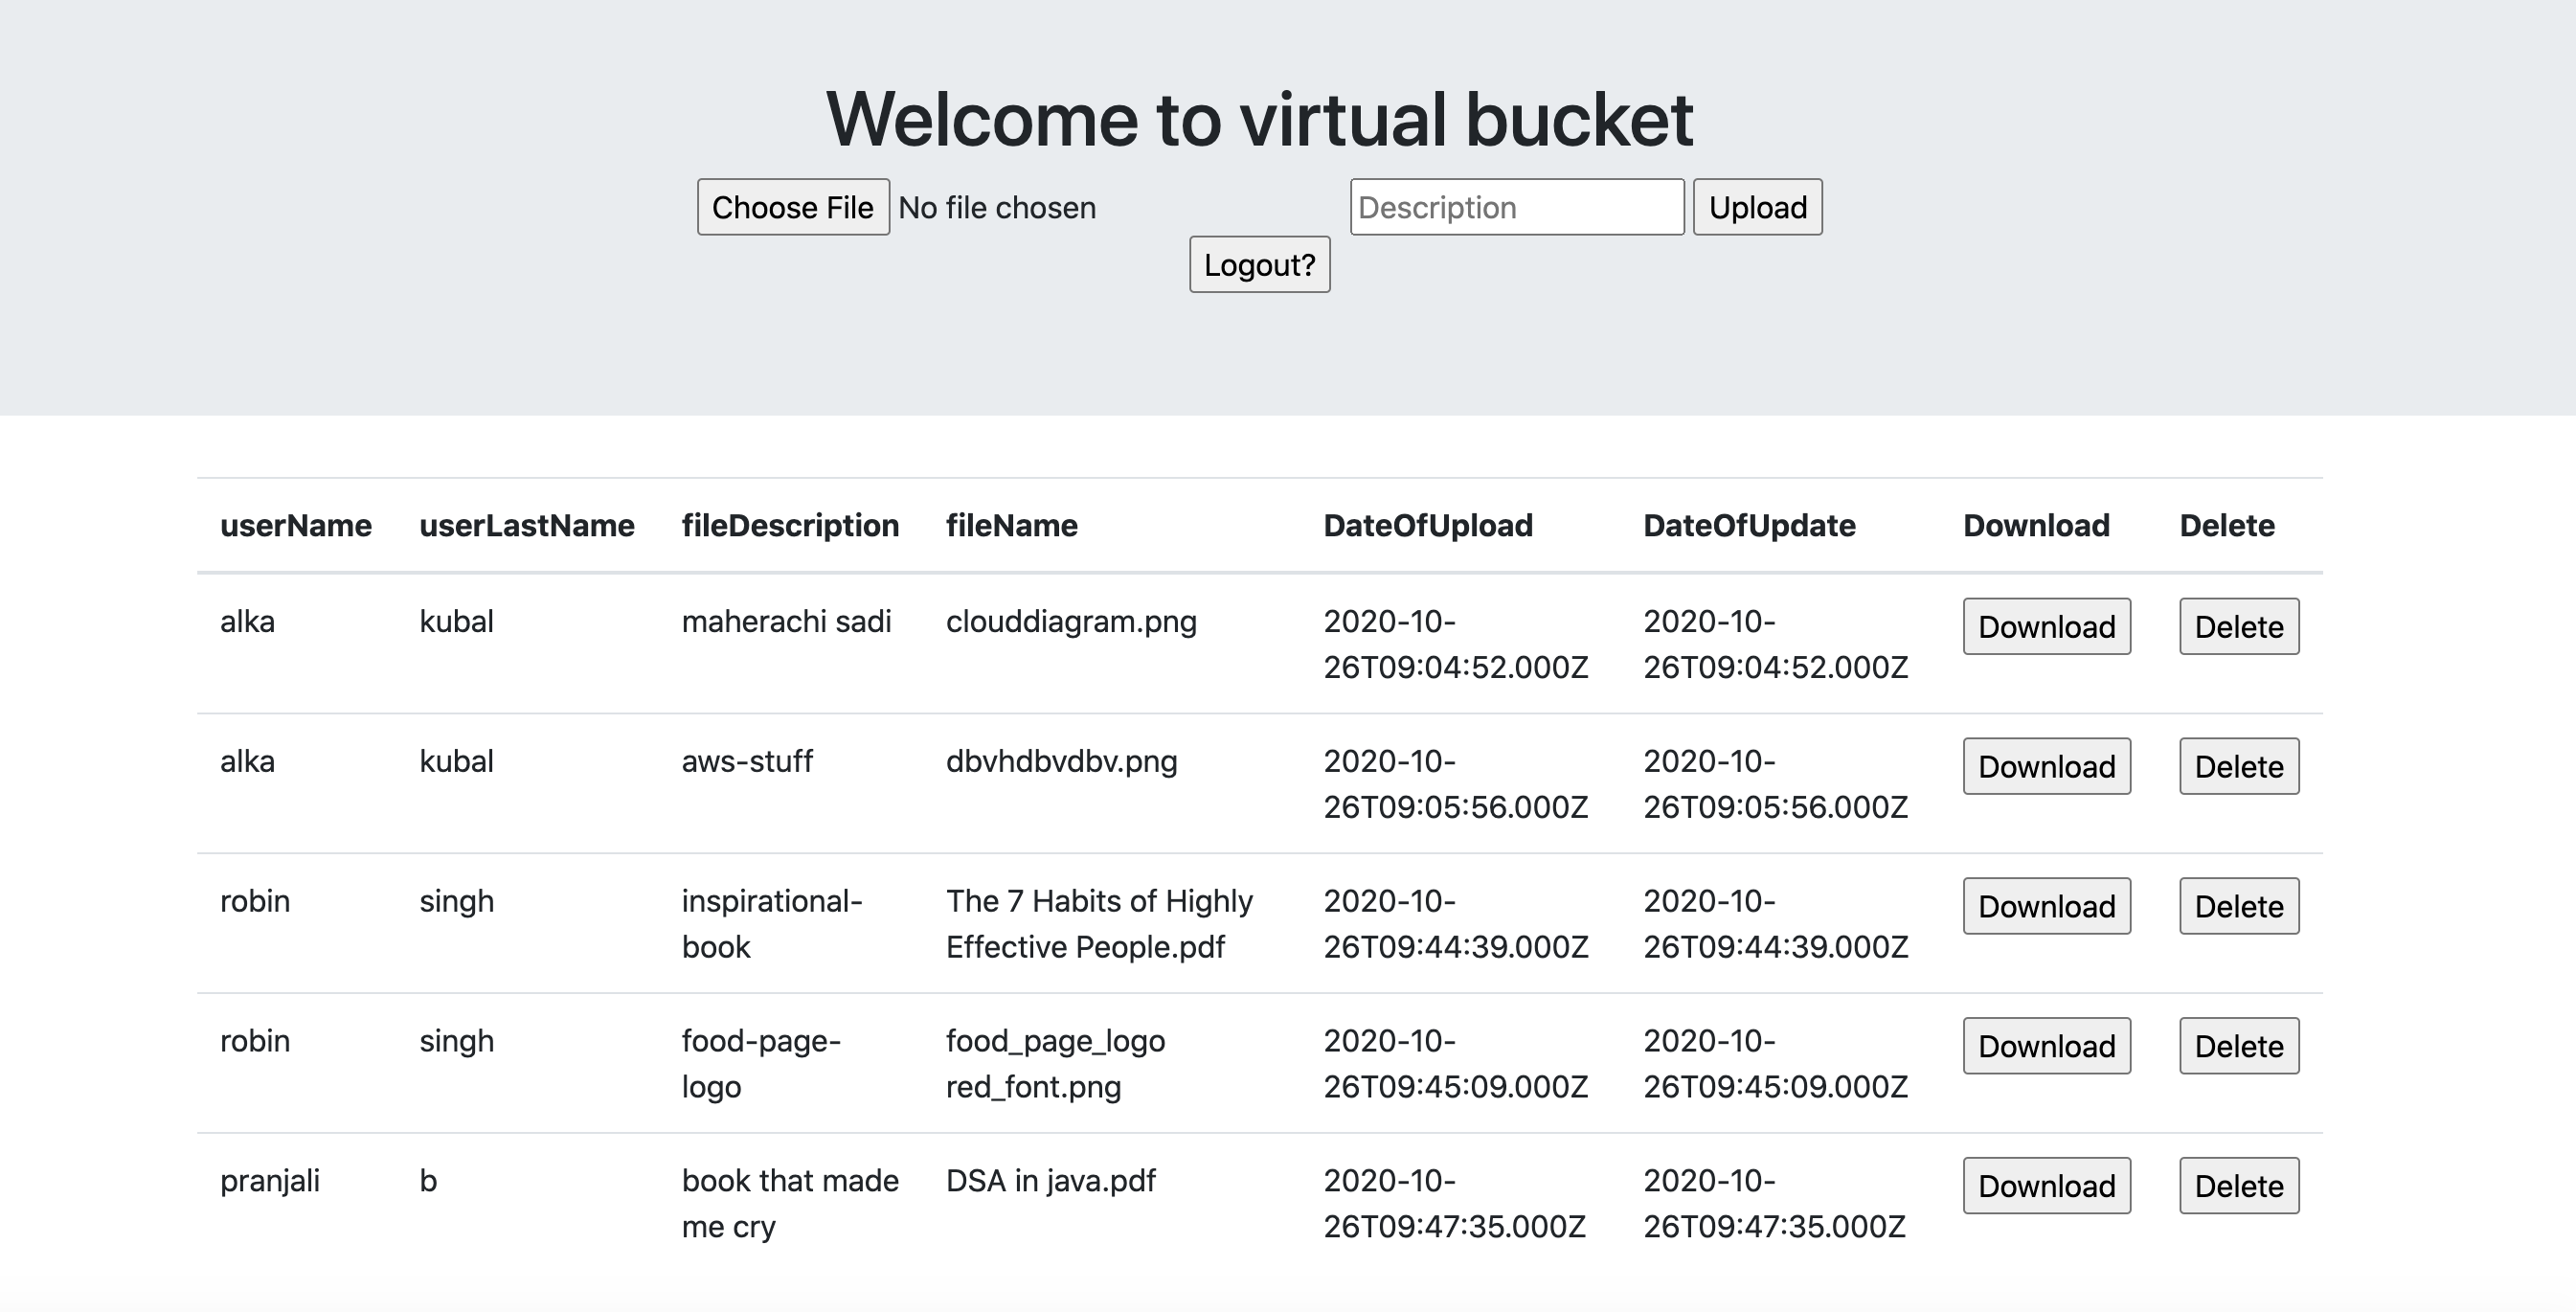 Welcome to virtual bucket
Choose File No file chosen Description Upload
Logout?
userName userLastName fileDescription fileName DateOfUpload DateOfUpdate Download Delete
alka kubal maherachi sadi clouddiagram.png 2020-10- 2020-10- Download Delete
26T09:04:52.000Z 26T09:04:52.000Z
alka kubal aws-stuff dbvhdbvdbv.png 2020-10- 2020-10- Download Delete
26T09:05:56.000Z 26T09:05:56.000Z
robin singh inspirational- The 7 Habits of Highly 2020-10- 2020-10- Download Delete
book Effective People.pdf 26T09:44:39.000Z 26T09:44:39.000Z
robin singh food-page- food_page_logo 2020-10- 2020-10- Download Delete
logo red_font.png 26T09:45:09.000Z 26T09:45:09.000Z
pranjali b book that made DSA in java.pdf 2020-10- 2020-10- Download Delete
me cry 26T09:47:35.000Z 26T09:47:35.000Z